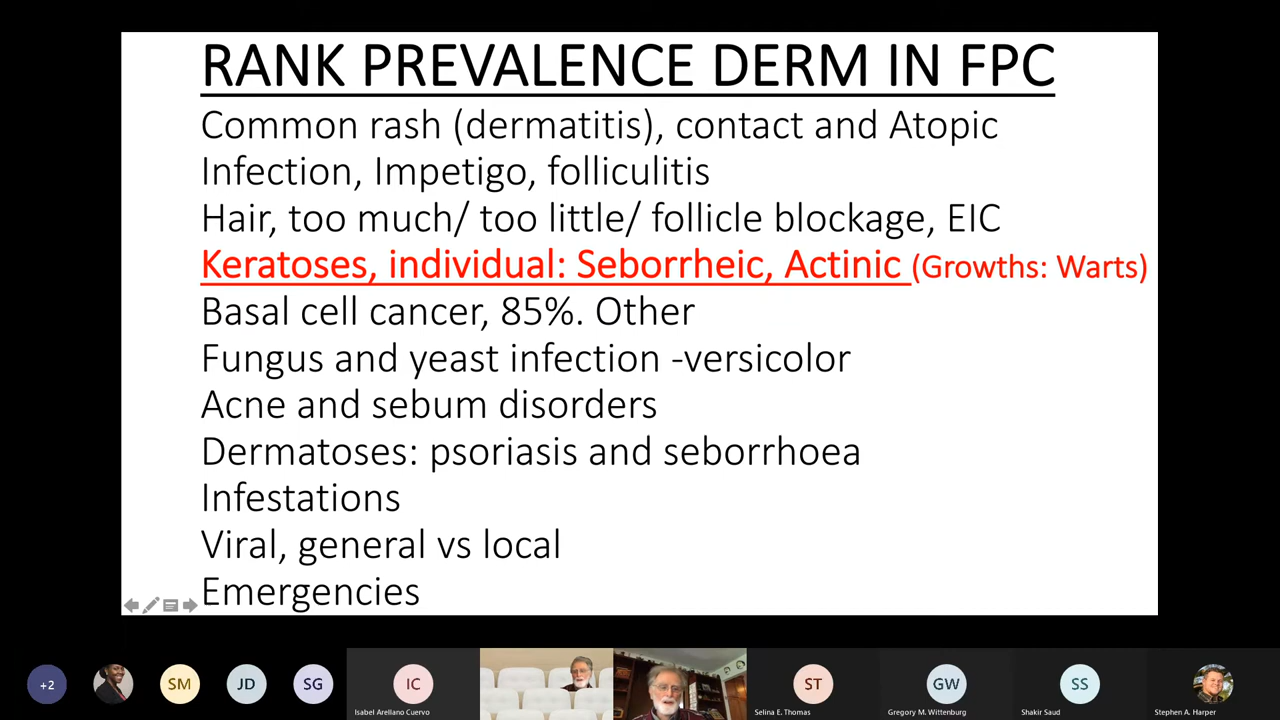 RANK PREVALENCE DERM IN FPC
Common rash (dermatitis), contact and Atopic
Infection, Impetigo, folliculitis
Hair, too much/ too little/ follicle blockage, EIC
Keratoses, individual: Seborrheic, Actinic (Growths: Warts)
Basal cell cancer, 85%. Other
Fungus and yeast infection -versicolor
Acne and sebum disorders
Dermatoses: psoriasis and seborrhoea
Infestations
Viral, general vs local
Emergencies
+2
SM
JD
SG
IC
Isabel Arellano Cuervo
ST
Selina E. Thomas
GW
Gregory M. Wittenburg
SS
Shakir Saud
Stephen A. Harper